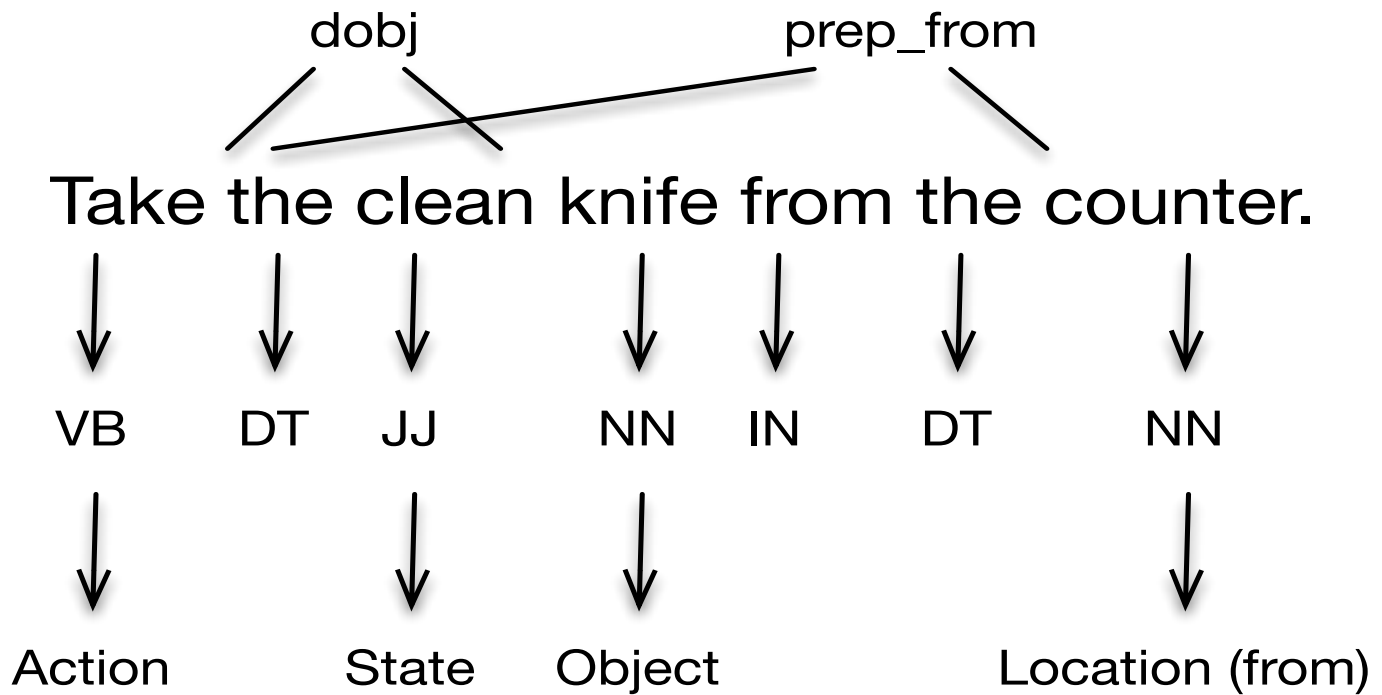 dobj prep_from
Take the clean knife from the counter.
VB DT JJ NN IN DT NN
Action State Object Location (from)